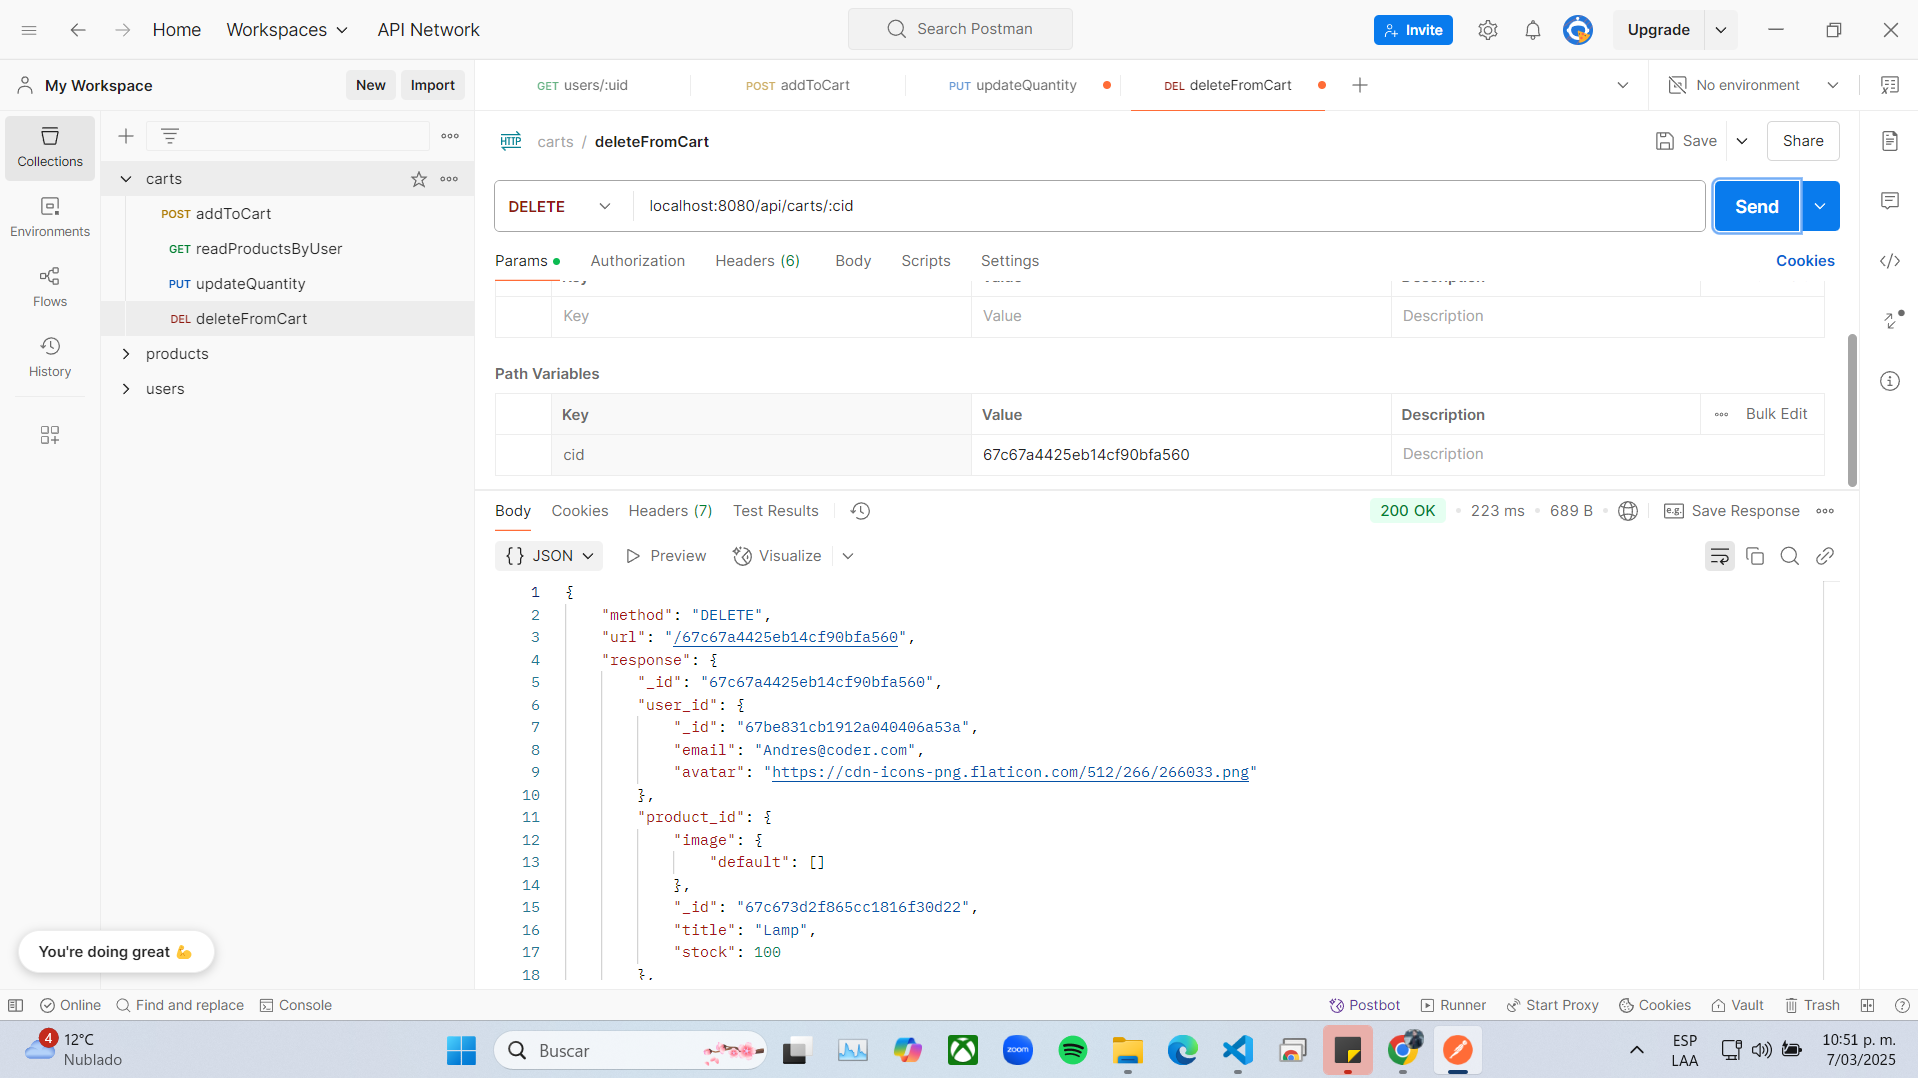 Home
Workspaces
API Network
Search Postman
Invite
Upgrade
My Workspace
New
Import
GET users/:uid
POST addToCart
PUT updateQuantity
DEL deleteFromCart
No environment
Collections
Environments
Flows
History
carts
POST addToCart
GET readProductsByUser
PUT updateQuantity
DEL deleteFromCart
products
users
HTTP carts / deleteFromCart
Save
Share
DELETE localhost:8080/api/carts/:cid
Send
Params
Authorization
Headers (6)
Body
Scripts
Settings
Cookies
Key Value Description
Key Value Description
Path Variables
Key Value Description Bulk Edit
cid 67c67a4425eb14cf90bfa560 Description
Body Cookies Headers (7) Test Results
200 OK • 223 ms • 689 B
e.g. Save Response
{} JSON Preview Visualize
1 {
2 "method": "DELETE",
3 "url": "/67c67a4425eb14cf90bfa560",
4 "response": {
5 "_id": "67c67a4425eb14cf90bfa560",
6 "user_id": {
7 "_id": "67be831cb1912a040406a53a",
8 "email": "Andres@coder.com",
9 "avatar": "https://cdn-icons-png.flaticon.com/512/266/266033.png"
10 },
11 "product_id": {
12 "image": {
13 "default": []
14 },
15 "_id": "67c673d2f865cc1816f30d22",
16 "title": "Lamp",
17 "stock": 100
18 },
You're doing great 💪
Online
Find and replace
Console
Postbot
Runner
Start Proxy
Cookies
Vault
Trash
4
12°C
Nublado
Buscar
zoom
ESP
LAA
10:51 p. m.
7/03/2025